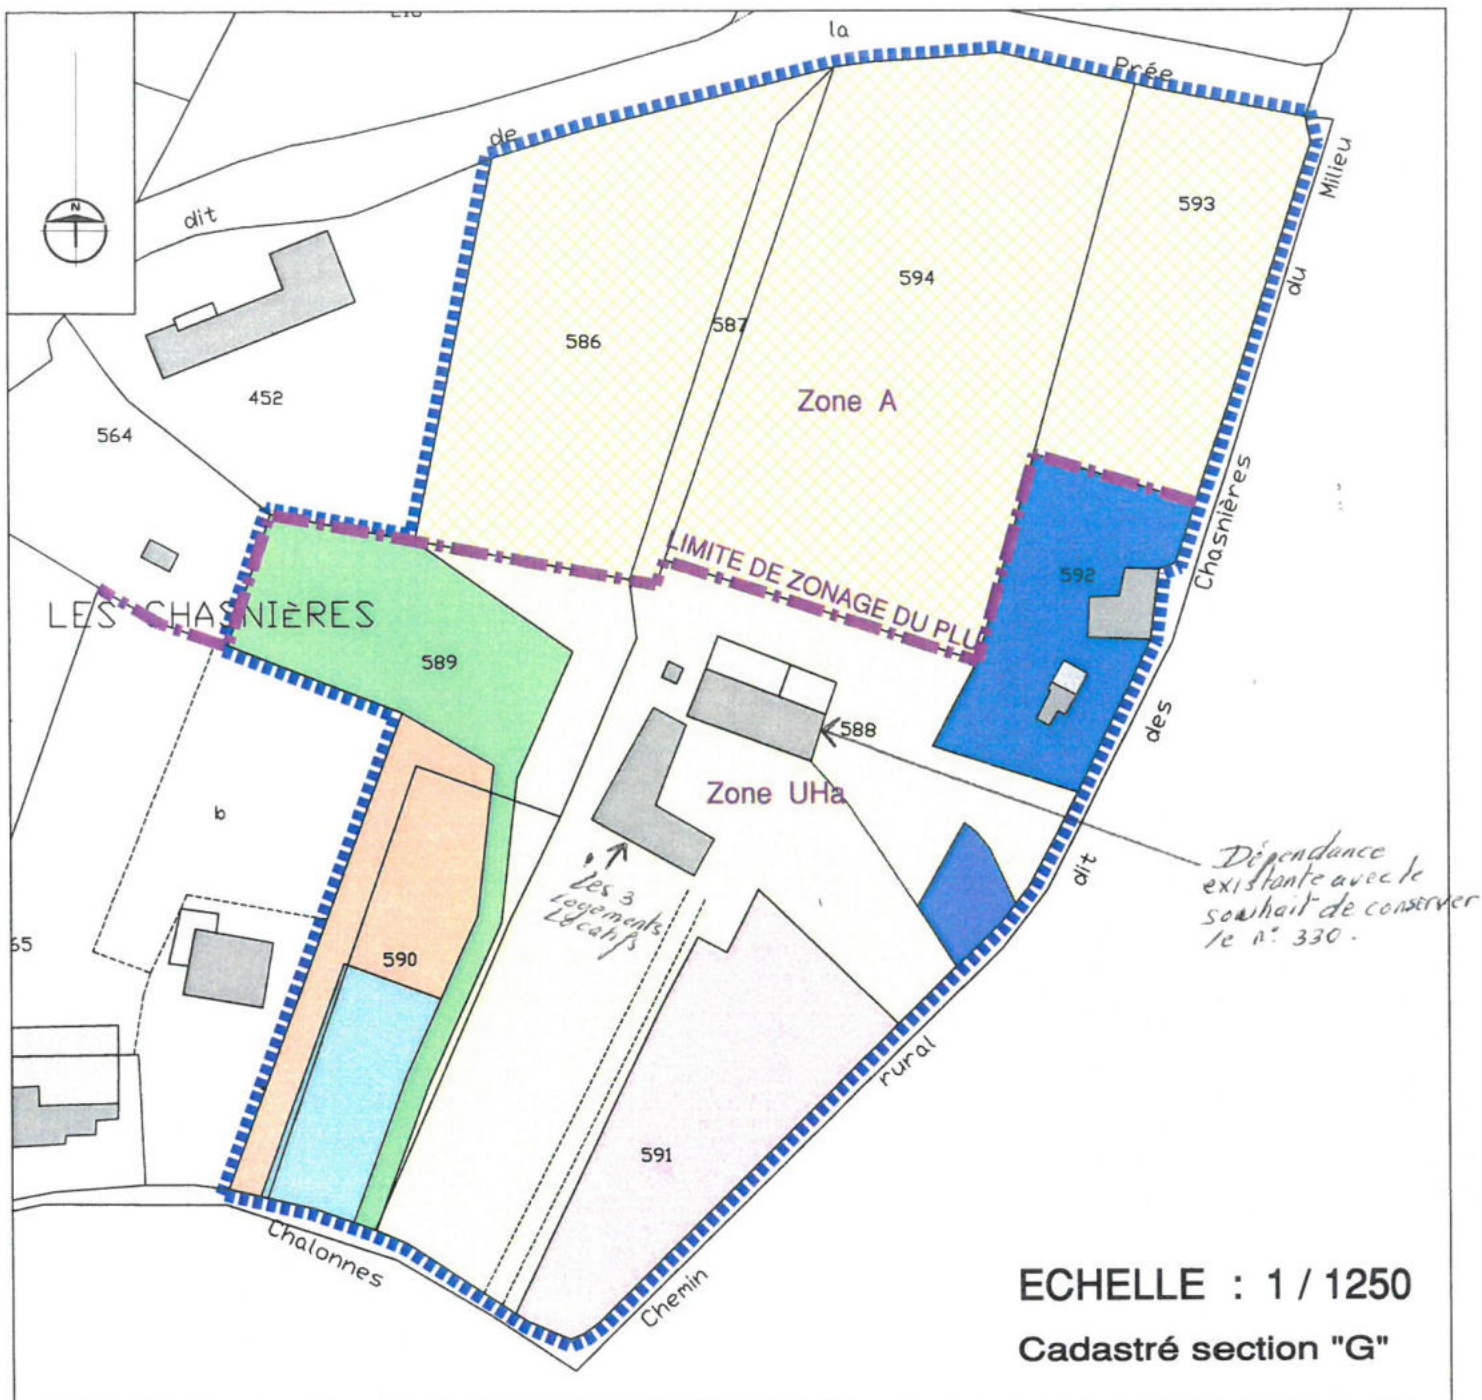 la
Prée
de
dit
N
Milieu
du
593
594
587
586
452
564
Zone A
Chasnières
LIMITE DE ZONAGE DU PLU
592
LES CHASNIèRES
589
588
des
Zone UHa
b
dit
Dépendance
existante avec le
souhait de conserver
le n° 330.
Les 3
Logements
Locatifs
590
65
rural
591
Chalonnes
Chemin
ECHELLE : 1 / 1250
Cadastré section "G"